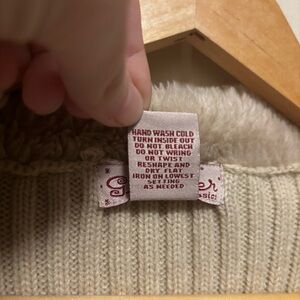 HAND WASH COLD
TURN INSIDE OUT
DO NOT BLEACH
DO NOT WRING
OR TWIST
RESHAPE AND
DRY FLAT
IRON ON LOWEST
SETTING
AS NEEDED